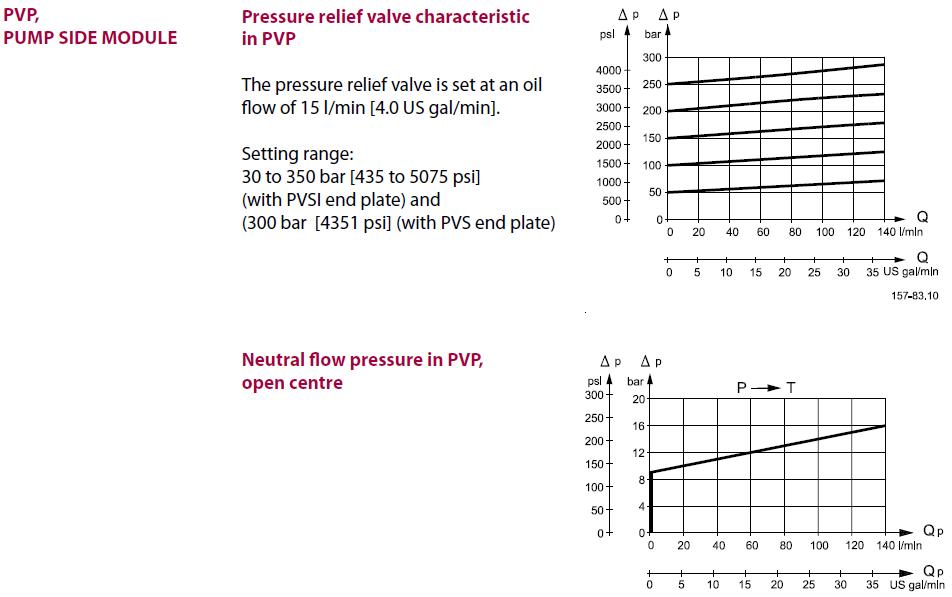 PVP,
PUMP SIDE MODULE
Pressure relief valve characteristic
in PVP
The pressure relief valve is set at an oil
flow of 15 l/min [4.0 US gal/min].
Setting range:
30 to 350 bar [435 to 5075 psi]
(with PVSI end plate) and
(300 bar [4351 psi] (with PVS end plate)
Δ p Δ p
psi bar
300
4000 250
3500
3000 200
2500
2000 150
1500 100
1000
500 50
0 0
Q
0 20 40 60 80 100 120 140 l/min
Q
0 5 10 15 20 25 30 35 US gal/min
157-83.10
Neutral flow pressure in PVP,
open centre
Δ p Δ p
psi bar
P → T
300 20
250 16
200
150 12
100 8
50 4
0 0
Qp
0 20 40 60 80 100 120 140 l/min
Qp
0 5 10 15 20 25 30 35 US gal/min